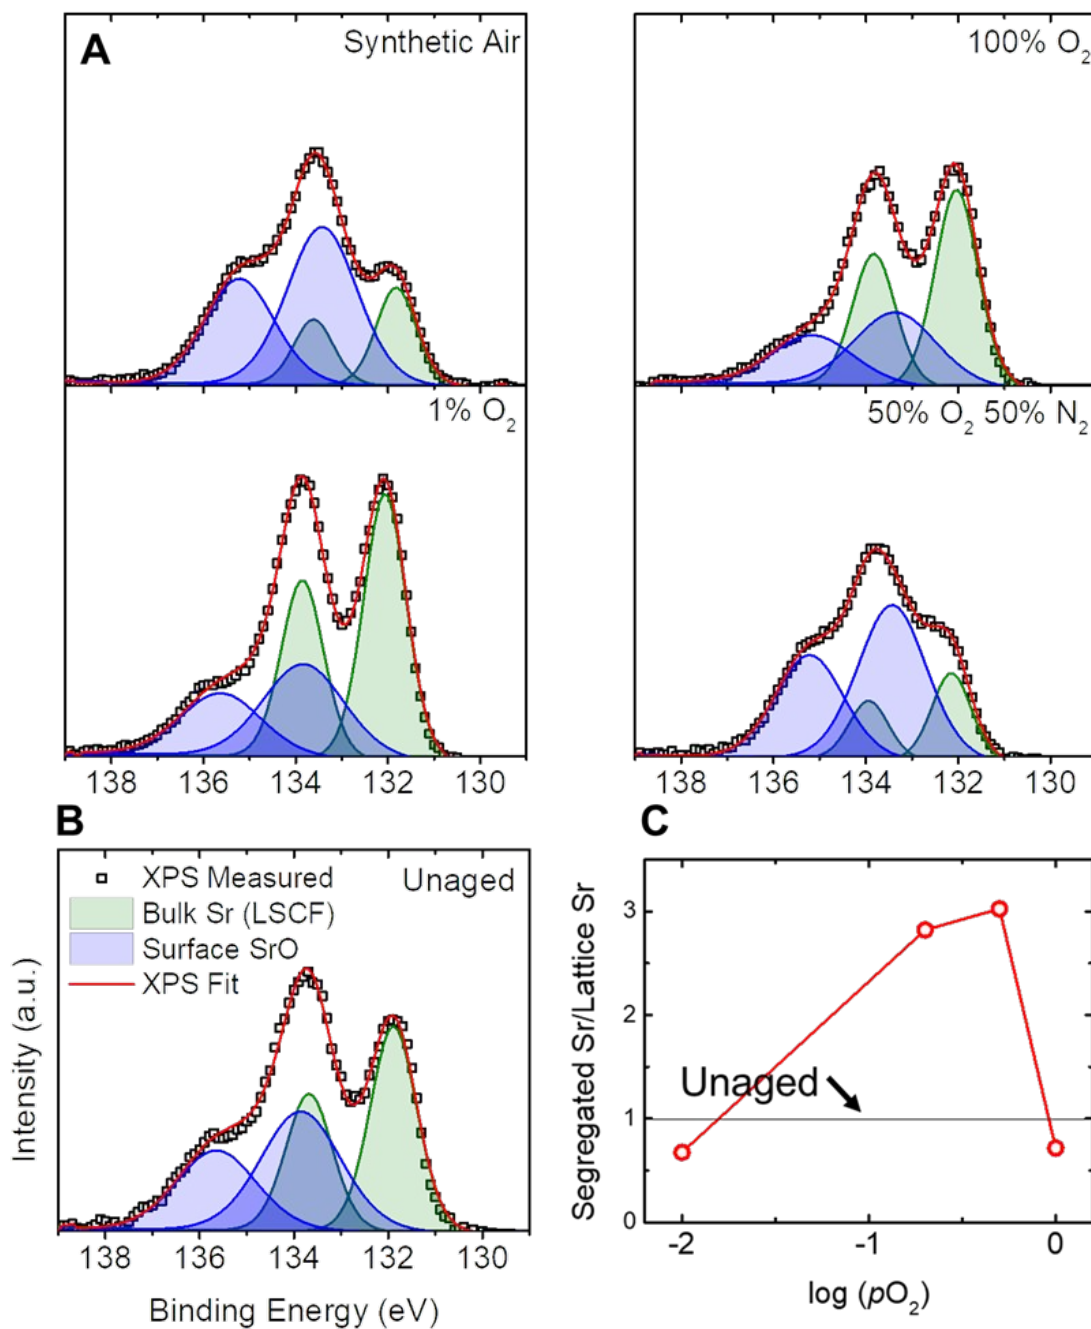 A
Synthetic Air
100% O₂
1% O₂
50% O₂ 50% N₂
138 136 134 132 130
138 136 134 132 130
B
XPS Measured
Unaged
Bulk Sr (LSCF)
Surface SrO
XPS Fit
Intensity (a.u.)
138 136 134 132 130
Binding Energy (eV)
C
Segregated Sr/Lattice Sr
3
2
1
0
Unaged
-2 -1 0
log (pO₂)